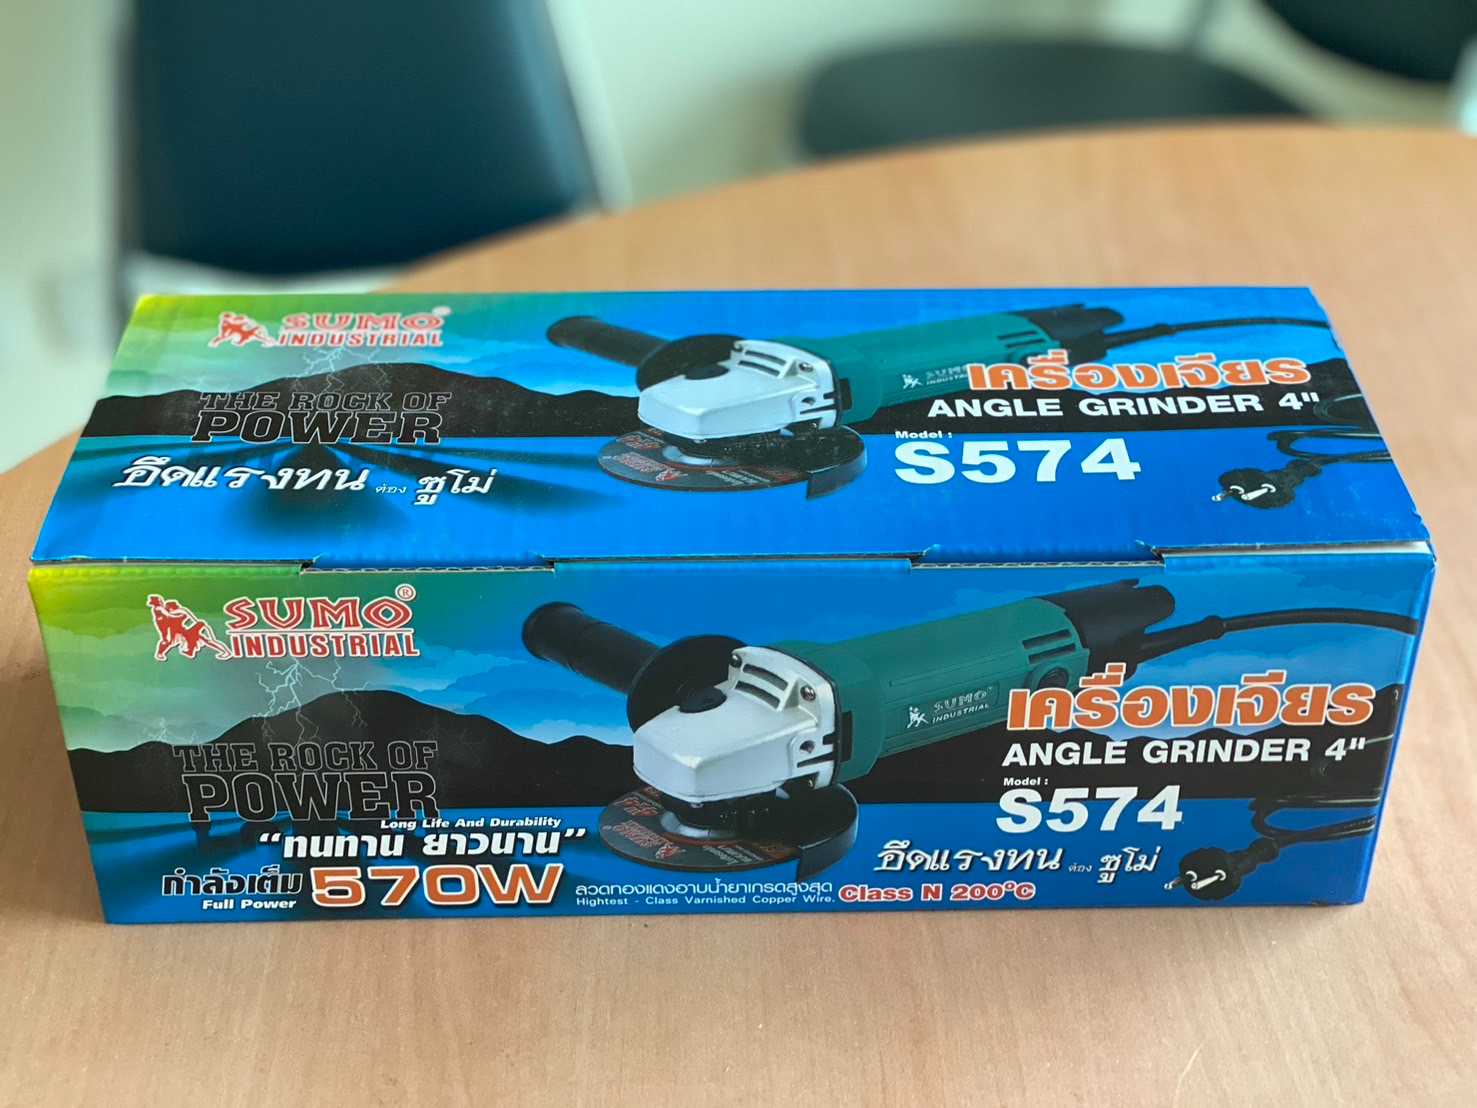 SUMO®
INDUSTRIAL
THE ROCK OF
POWER
อึดแรงทน ต้อง ซูโม่
SUMO
INDUSTRIAL
เครื่องเจียร
ANGLE GRINDER 4"
Model :
S574
SUMO®
INDUSTRIAL
THE ROCK OF
POWER
Long Life And Durability
“ทนทาน ยาวนาน”
กำลังเต็ม 570W
Full Power
ลวดทองแดงอาบน้ำยาเกรดสูงสุด
Hightest - Class Varnished Copper Wire.
Class N 200°C
SUMO
INDUSTRIAL
เครื่องเจียร
ANGLE GRINDER 4"
Model :
S574
อึดแรงทน ต้อง ซูโม่